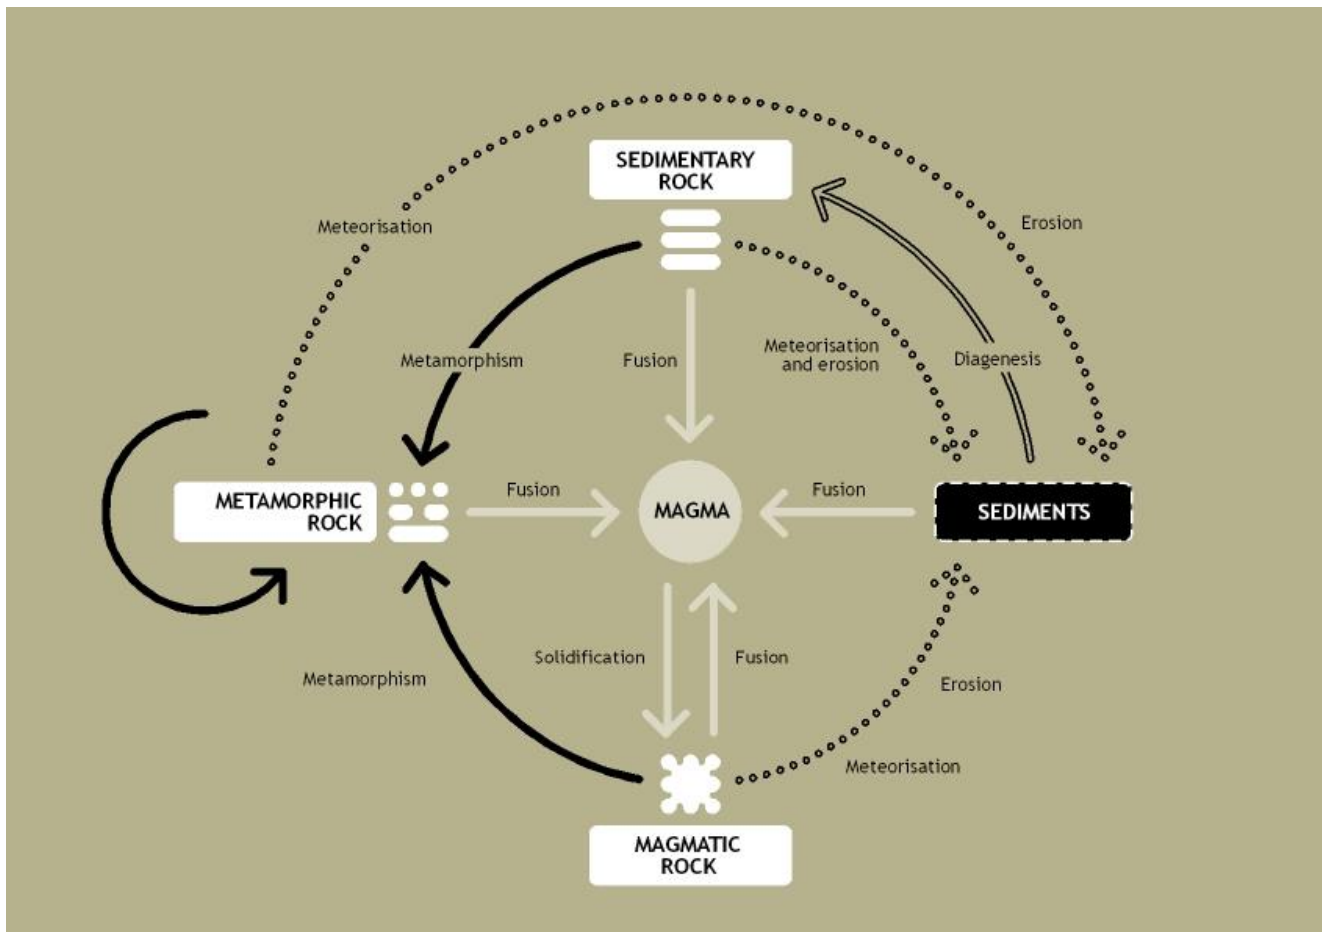 SEDIMENTARY
ROCK
Meteorisation
Erosion
Metamorphism
Fusion
Meteorisation
and erosion
Diagenesis
METAMORPHIC
ROCK
Fusion
MAGMA
Fusion
SEDIMENTS
Metamorphism
Solidification
Fusion
Erosion
Meteorisation
MAGMATIC
ROCK